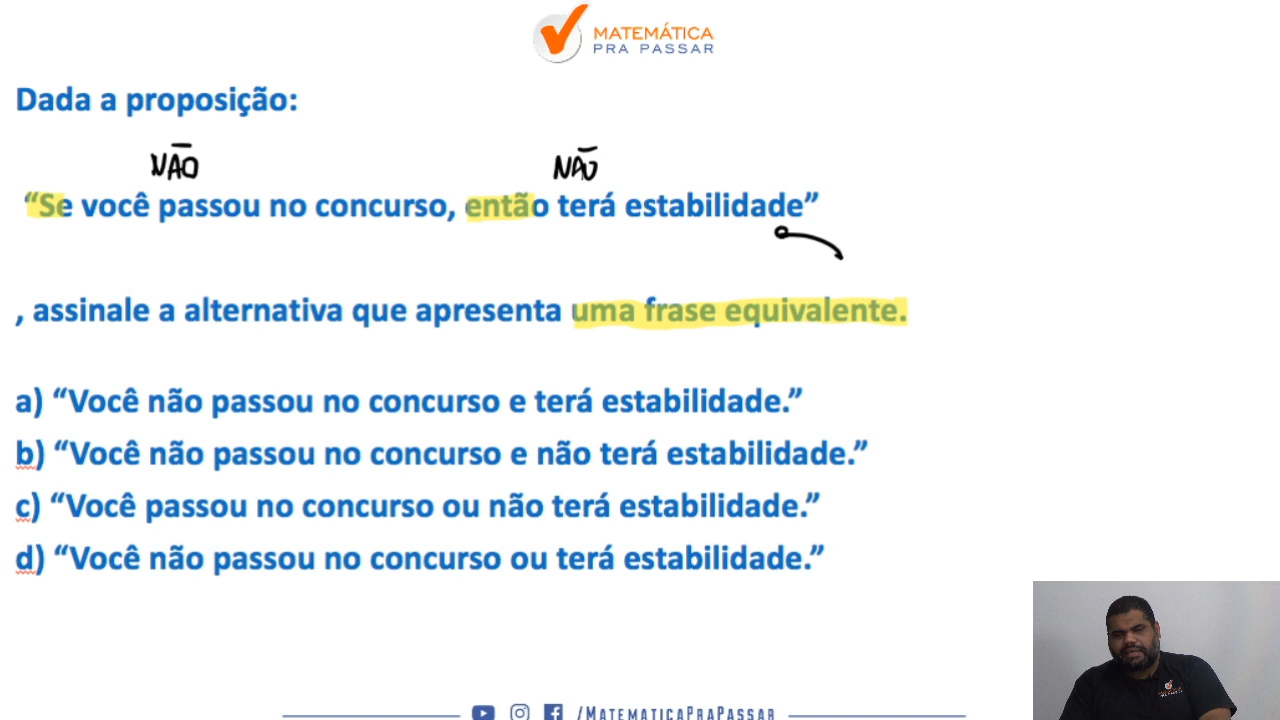 MATEMÁTICA
PRA PASSAR
Dada a proposição:
NÃO NÃO
“Se você passou no concurso, então terá estabilidade”
, assinale a alternativa que apresenta uma frase equivalente.
a) “Você não passou no concurso e terá estabilidade.”
b) “Você não passou no concurso e não terá estabilidade.”
c) “Você passou no concurso ou não terá estabilidade.”
d) “Você não passou no concurso ou terá estabilidade.”
/MATEMATICAPRAPASSAR